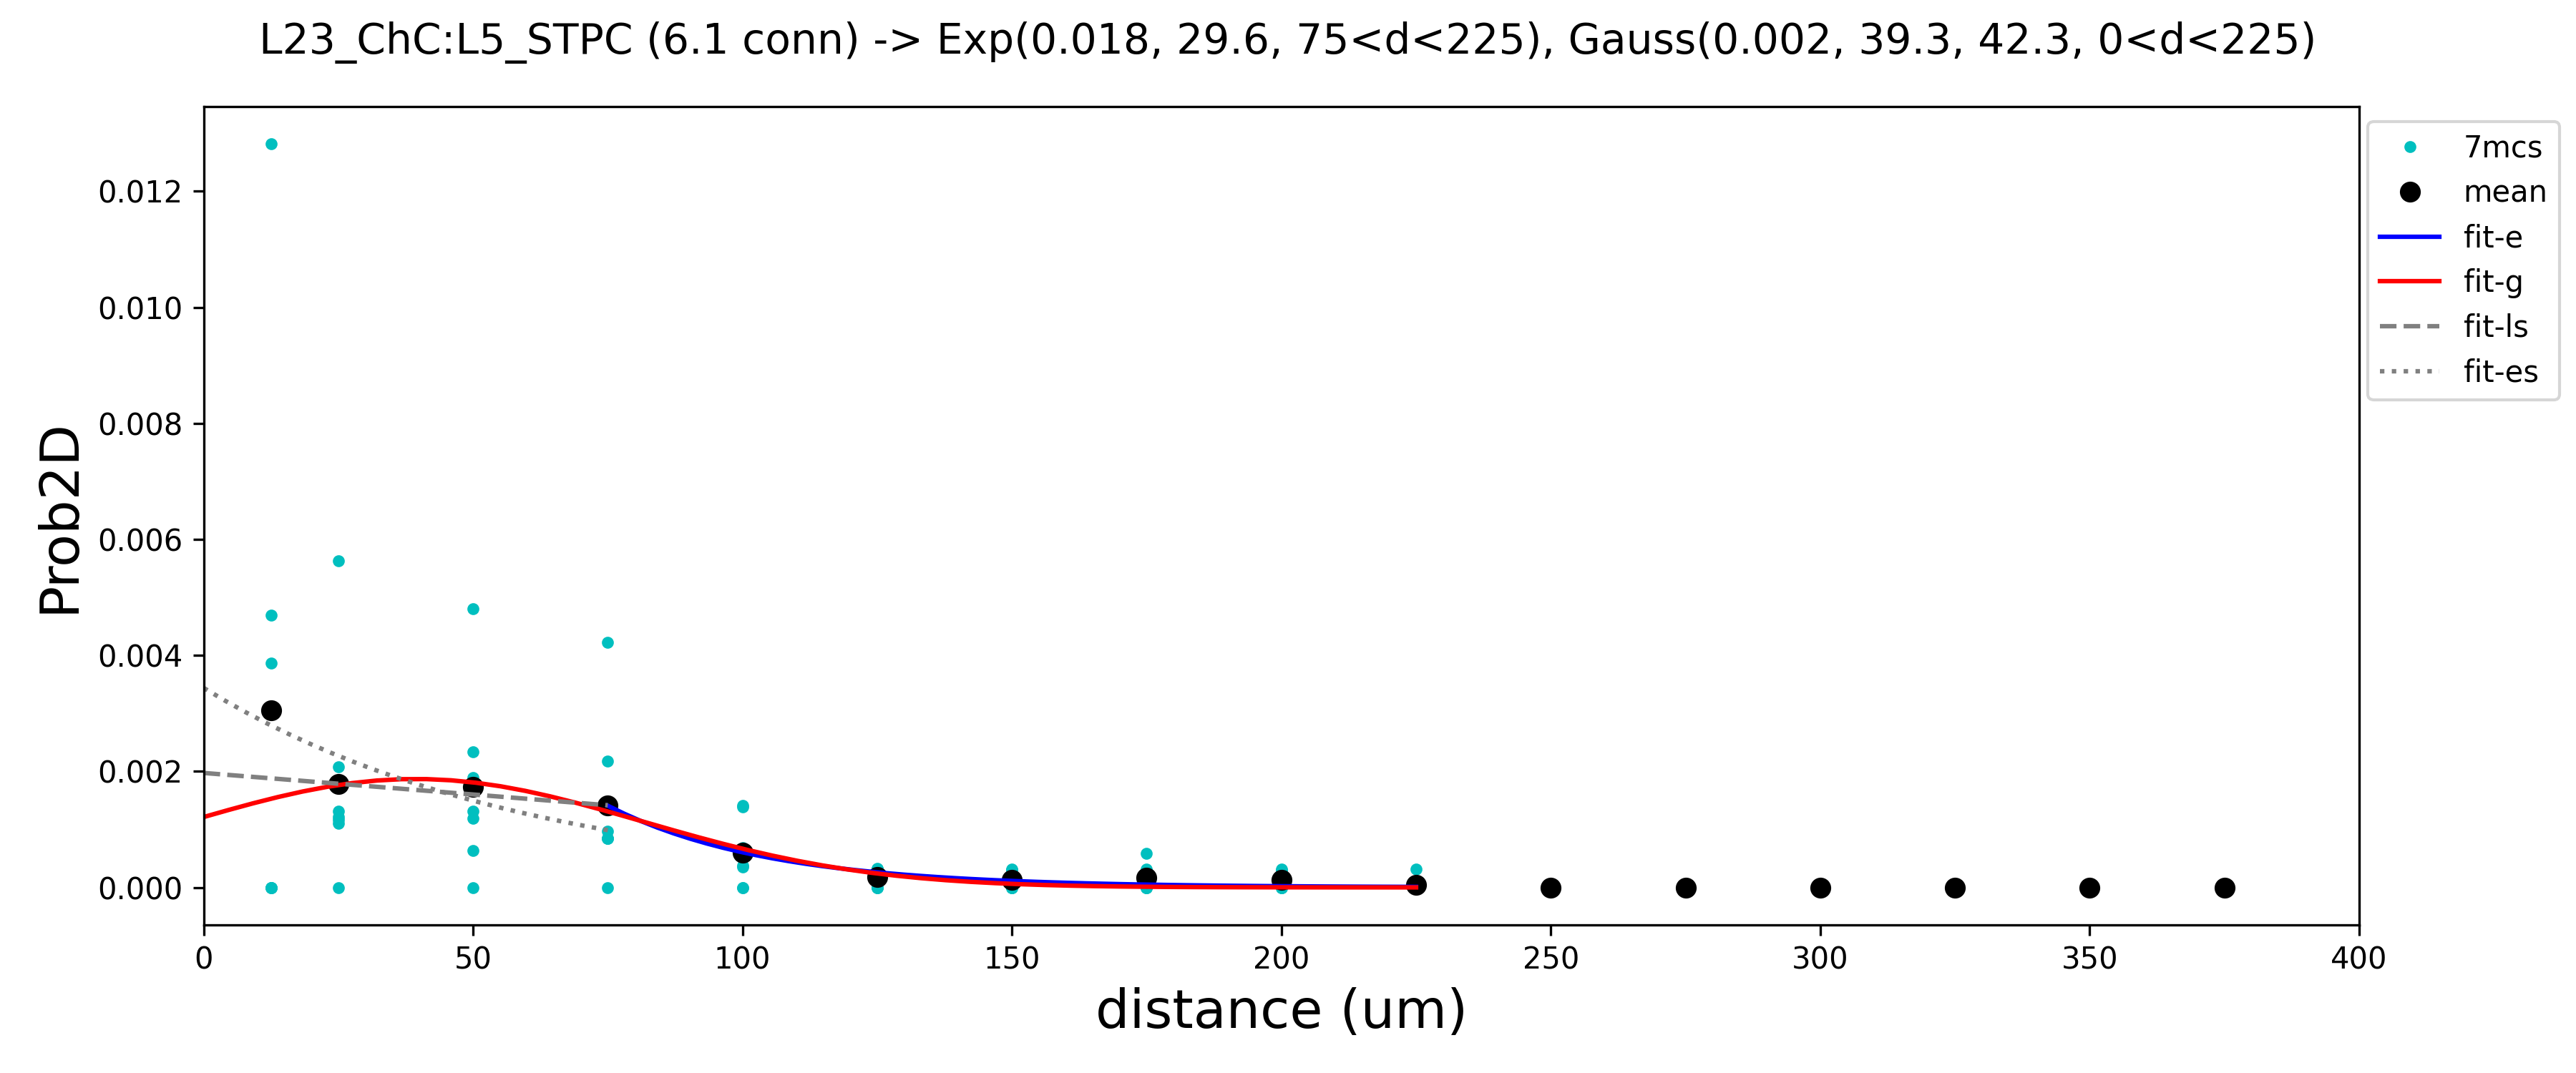 L23_ChC:L5_STPC (6.1 conn) -> Exp(0.018, 29.6, 75<d<225), Gauss(0.002, 39.3, 42.3, 0<d<225)
7mcs
mean
fit-e
fit-g
fit-ls
fit-es
Prob2D
0.012
0.010
0.008
0.006
0.004
0.002
0.000
0 50 100 150 200 250 300 350 400
distance (um)